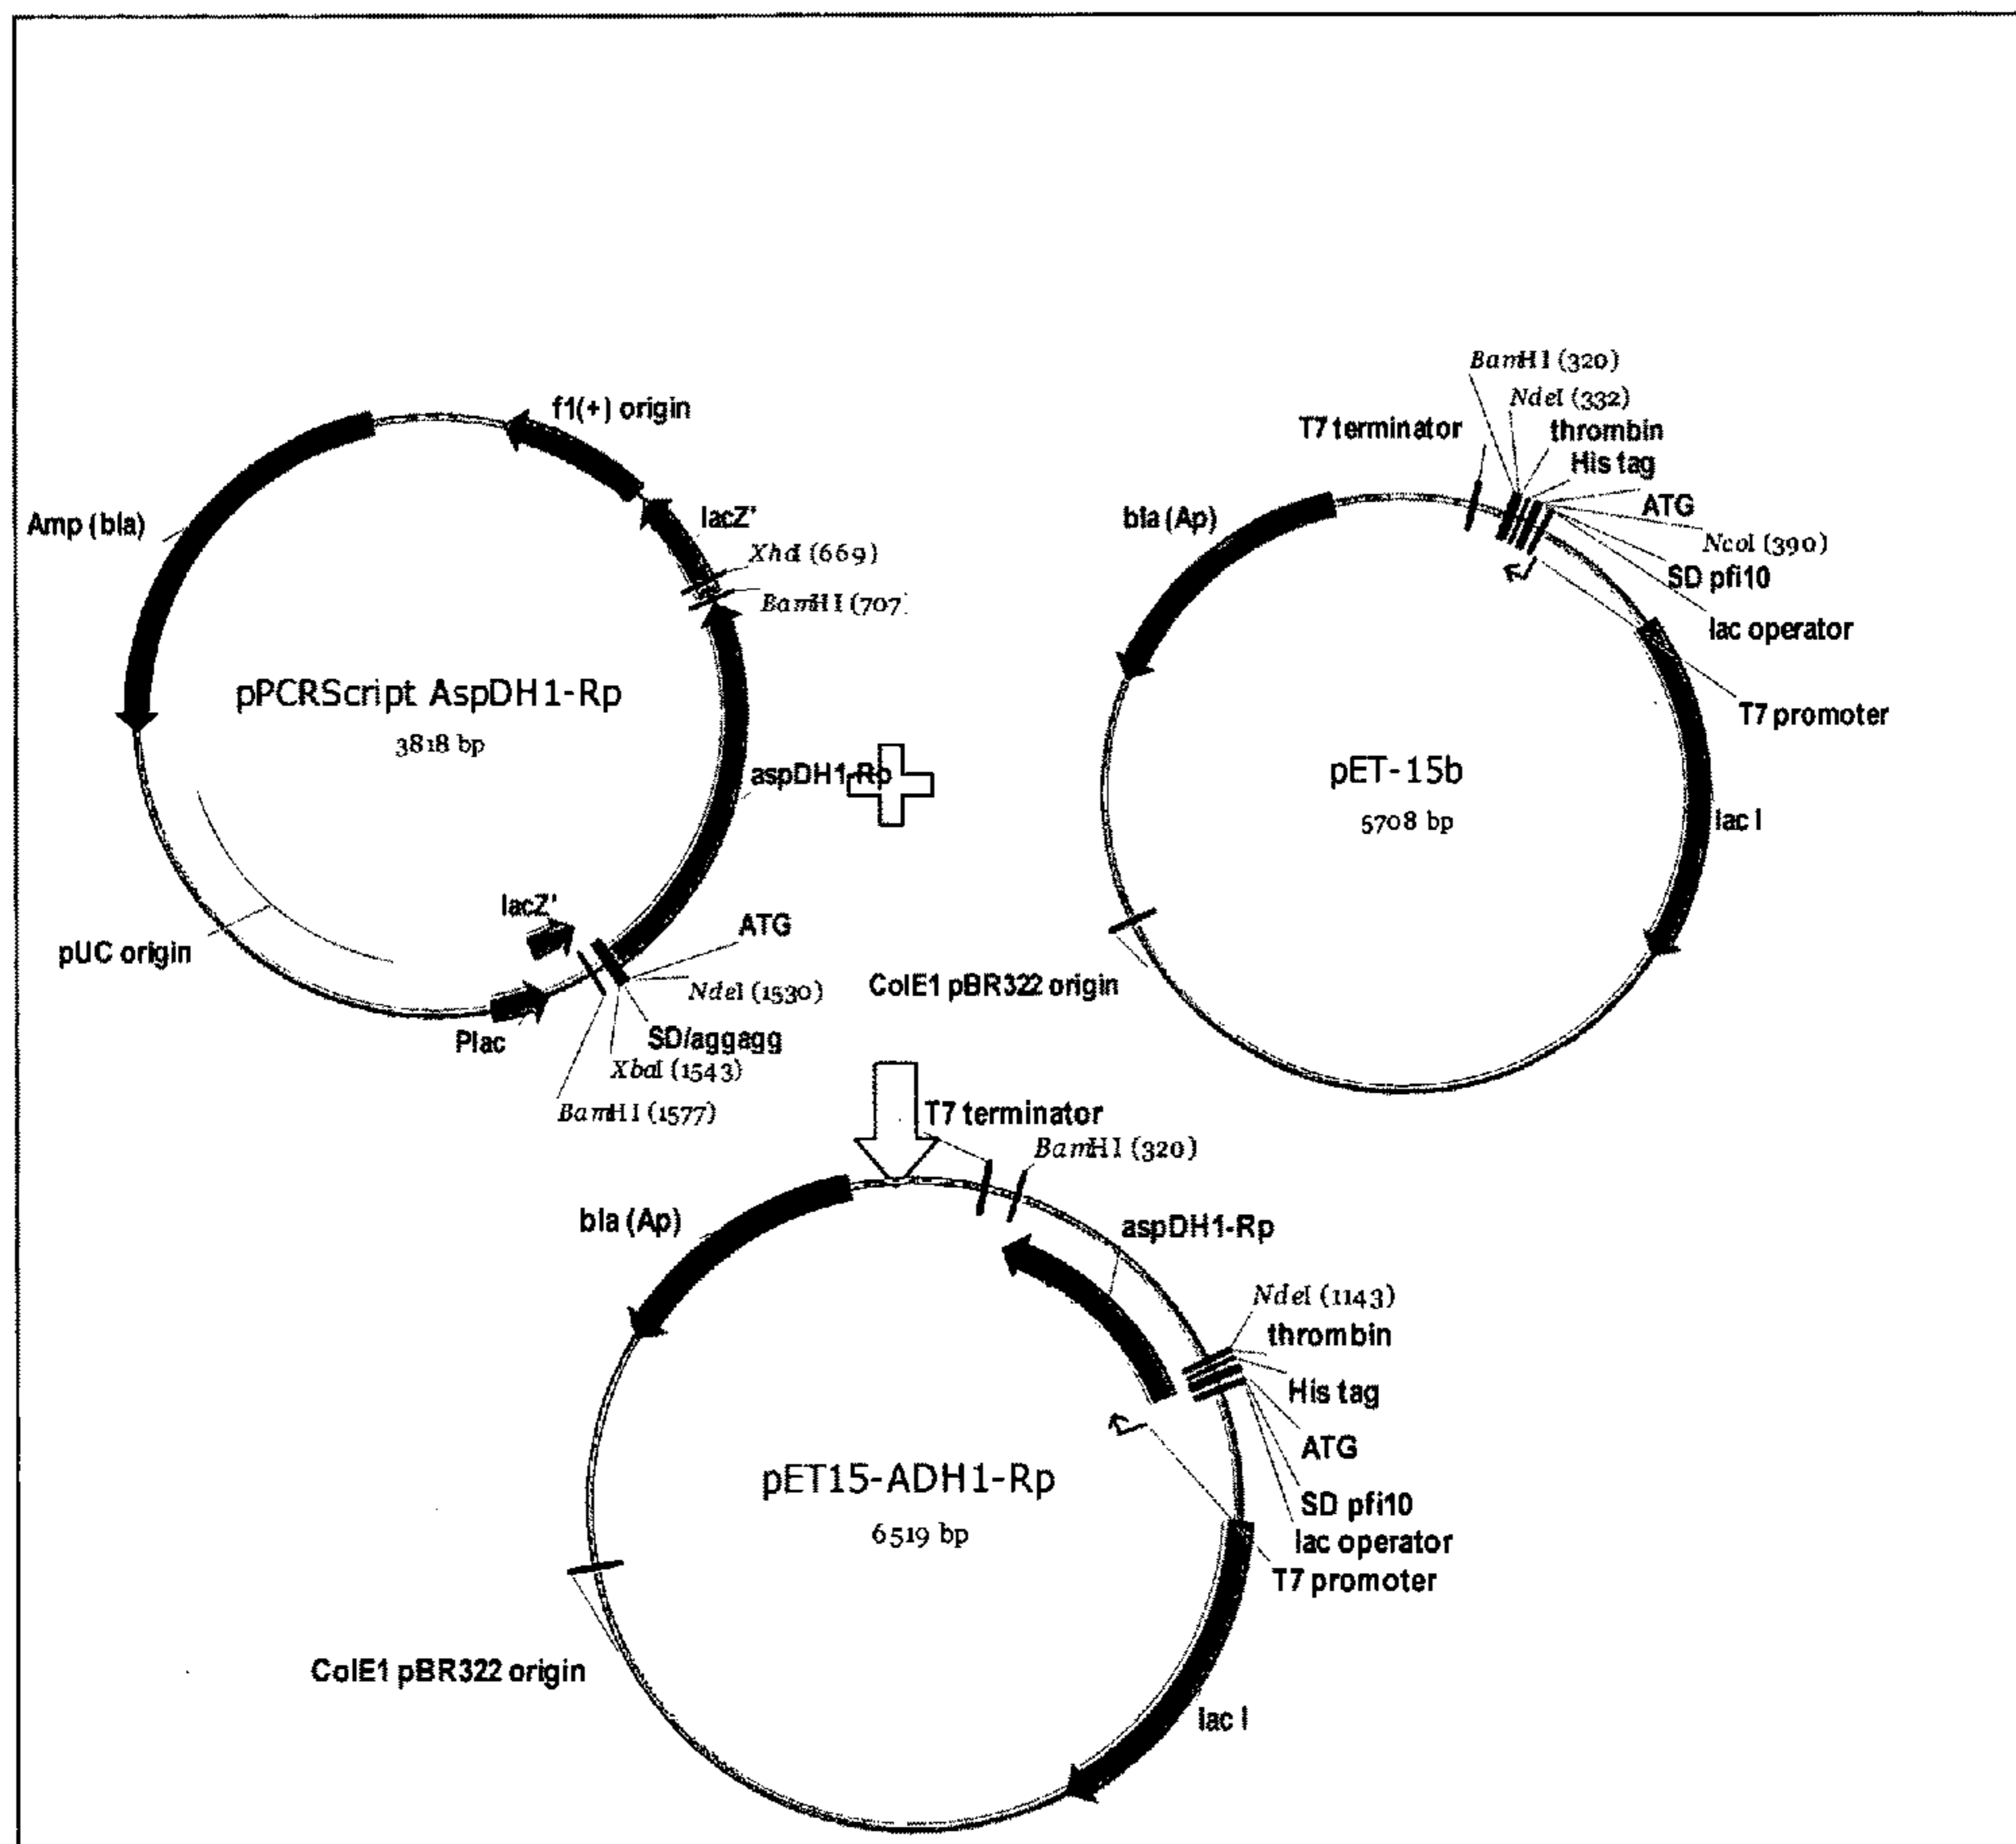 f1(+) origin
lacZ'
XhoI (669)
BamHI (707)
Amp (bla)
pPCRScript AspDH1-Rp
3818 bp
aspDH1-Rp
lacZ'
ATG
pUC origin
NdeI (1530)
Plac
SD/aggagg
XbaI (1543)
BamHI (1577)
BamHI (320)
NdeI (332)
T7 terminator
thrombin
His tag
bla (Ap)
ATG
NcoI (390)
SD pfi10
lac operator
T7 promoter
pET-15b
5708 bp
lac I
ColE1 pBR322 origin
T7 terminator
BamHI (320)
bla (Ap)
aspDH1-Rp
NdeI (1143)
thrombin
His tag
ATG
SD pfi10
lac operator
T7 promoter
pET15-ADH1-Rp
6519 bp
ColE1 pBR322 origin
lac I